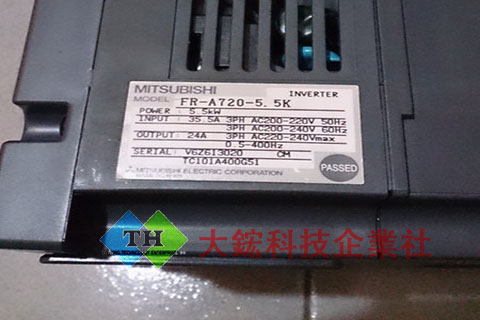 MITSUBISHI
INVERTER
MODEL FR-A720-5.5K
POWER : 5.5kW
INPUT : 35.5A 3PH AC200-220V 50Hz
3PH AC200-240V 60Hz
OUTPUT: 24A 3PH AC220-240Vmax
0.5-400Hz
SERIAL: V6Z613020 CM
TC101A400G51
MITSUBISHI ELECTRIC CORPORATION
PASSED
TH 大鋐科技企業社